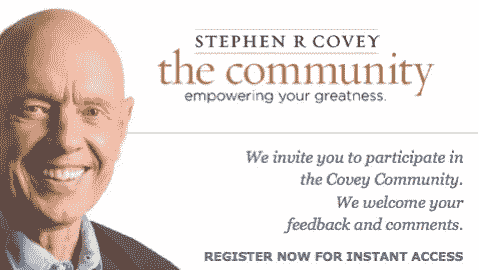 STEPHEN R COVEY
the community
empowering your greatness.
We invite you to participate in
the Covey Community.
We welcome your
feedback and comments.
REGISTER NOW FOR INSTANT ACCESS